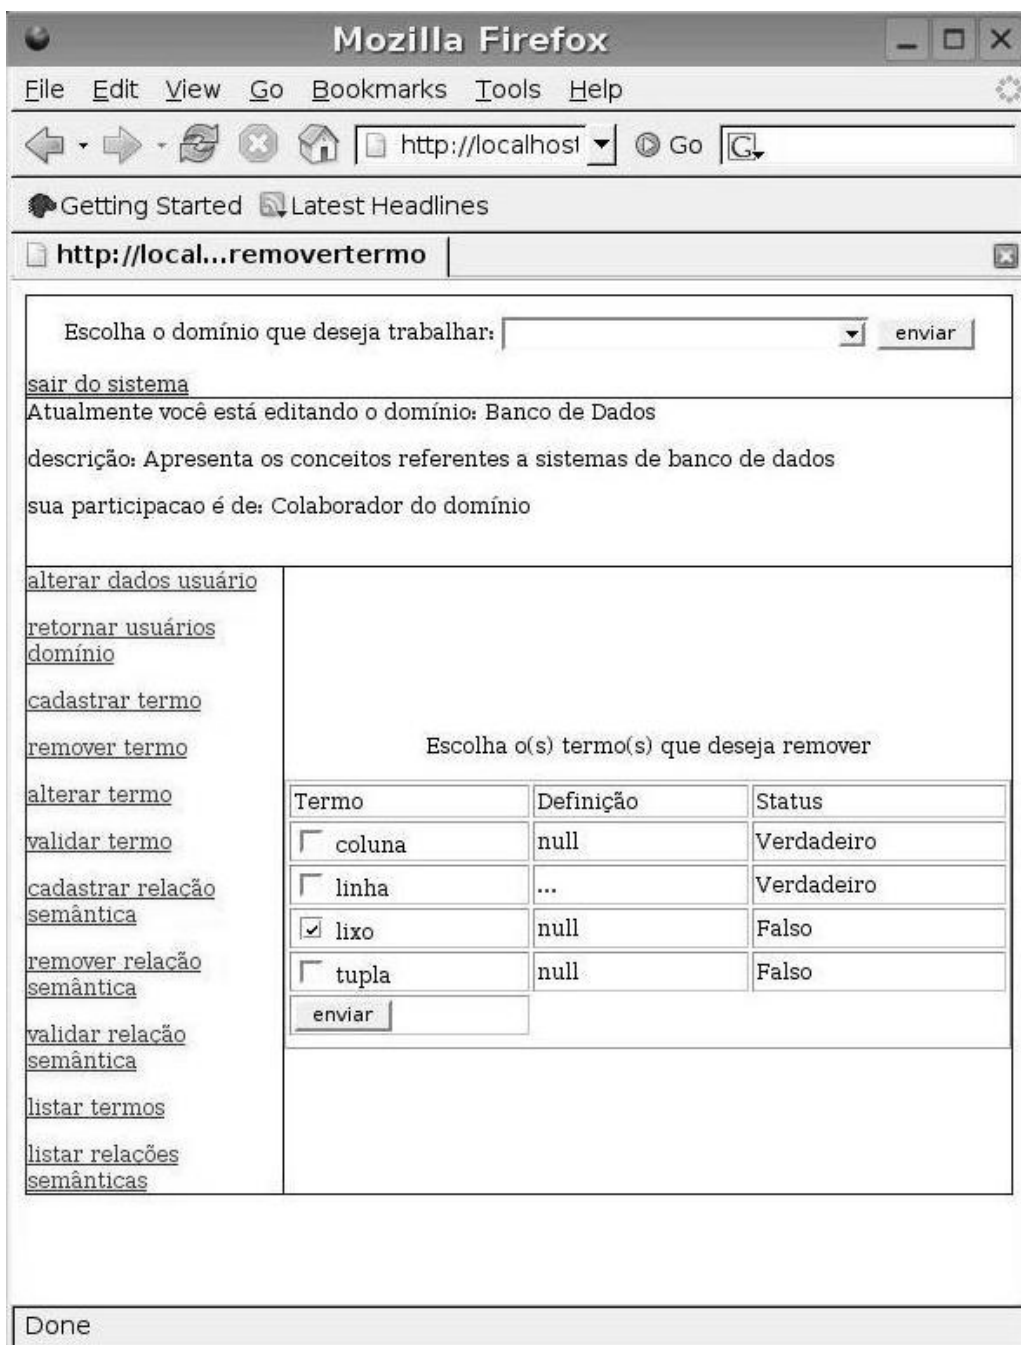 Mozilla Firefox
File Edit View Go Bookmarks Tools Help
http://localhost Go G
Getting Started Latest Headlines
http://local...removertermo
Escolha o domínio que deseja trabalhar: enviar
sair do sistema
Atualmente você está editando o domínio: Banco de Dados
descrição: Apresenta os conceitos referentes a sistemas de banco de dados
sua participacao é de: Colaborador do domínio
alterar dados usuário
retornar usuários
domínio
cadastrar termo
remover termo
alterar termo
validar termo
cadastrar relação
semântica
remover relação
semântica
validar relação
semântica
listar termos
listar relações
semânticas
Escolha o(s) termo(s) que deseja remover
Termo Definição Status
coluna null Verdadeiro
linha ... Verdadeiro
lixo null Falso
tupla null Falso
enviar
Done